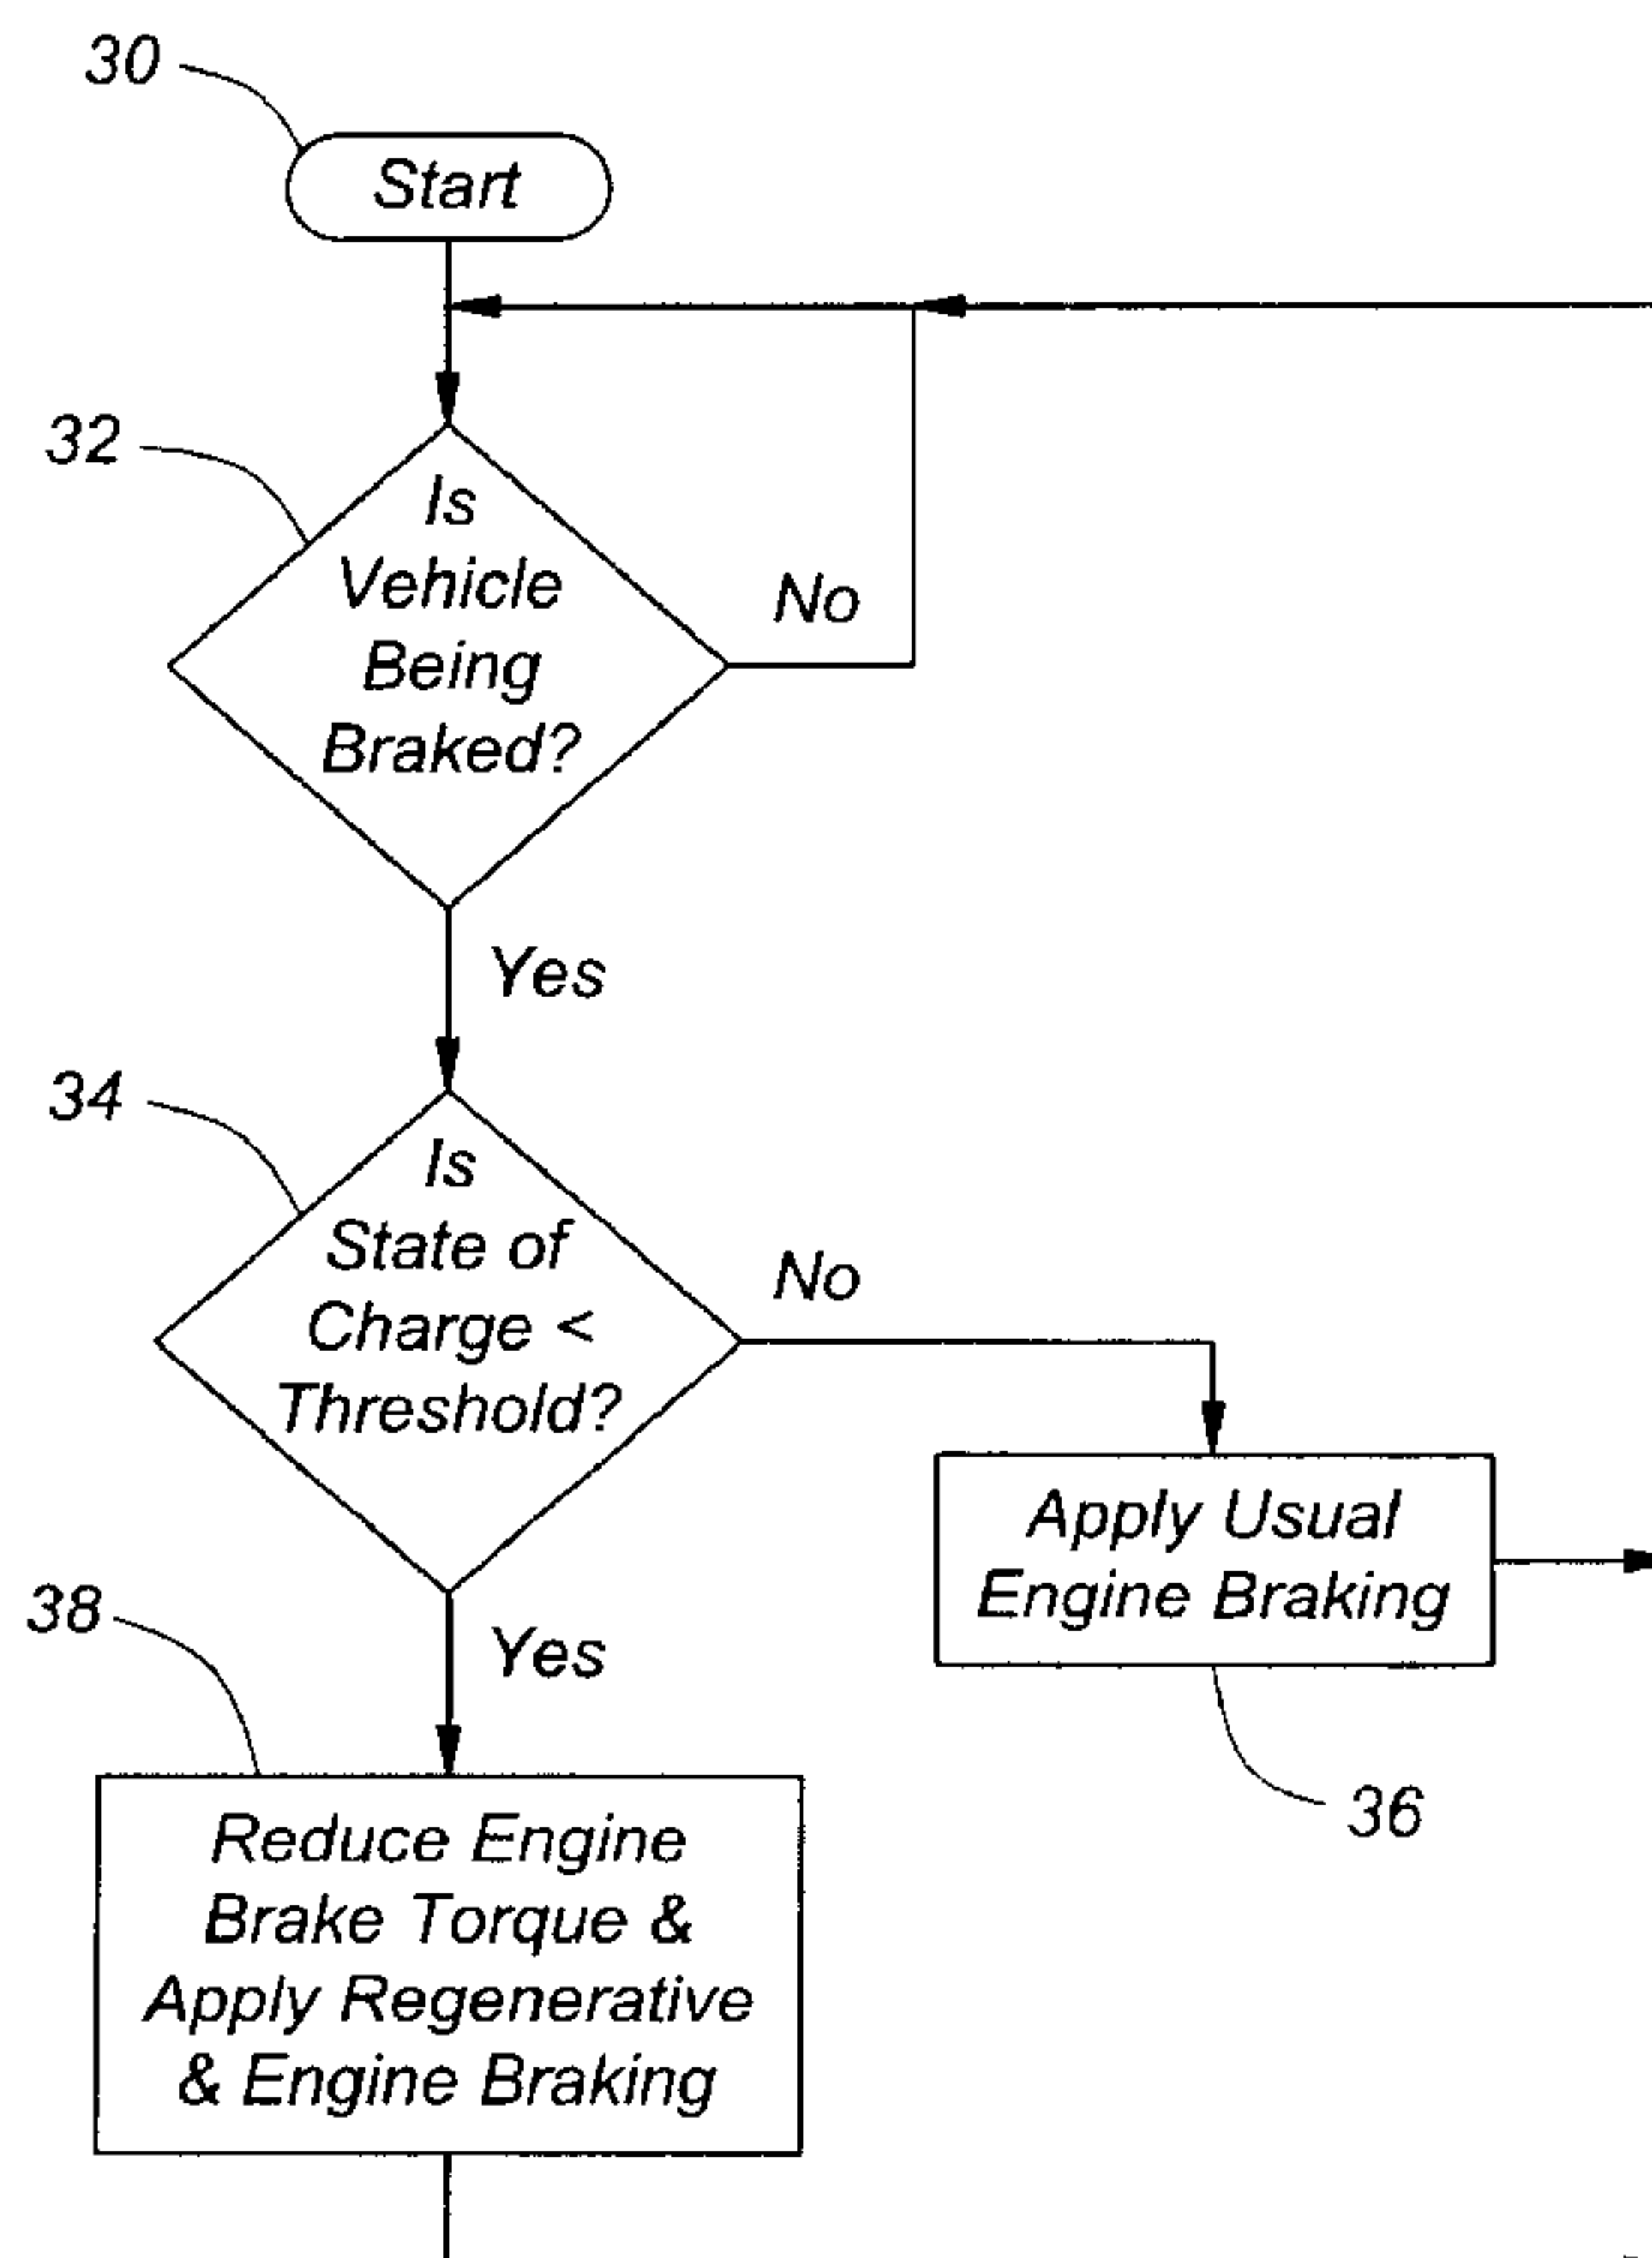 30
Start
32
Is
Vehicle
Being
Braked?
No
Yes
34
Is
State of
Charge <
Threshold?
No
Apply Usual
Engine Braking
36
38
Yes
Reduce Engine
Brake Torque &
Apply Regenerative
& Engine Braking